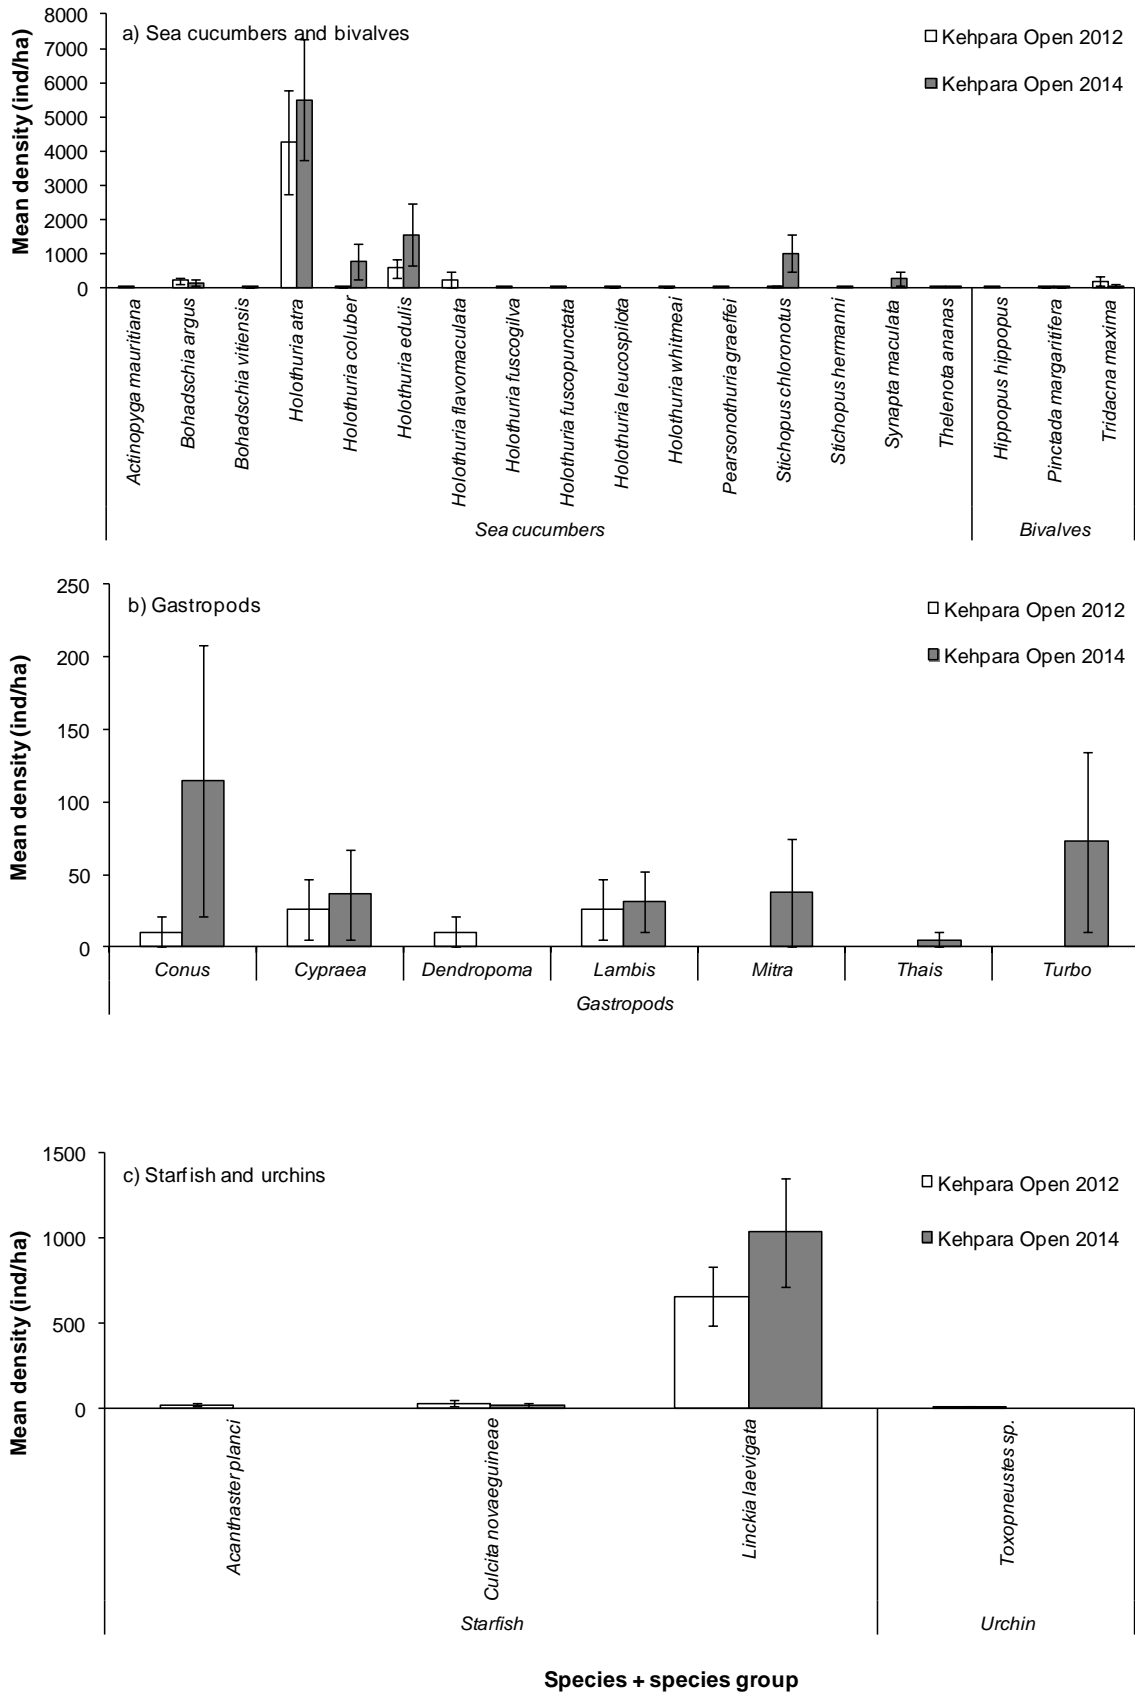 a) Sea cucumbers and bivalves
Kehpara Open 2012
Kehpara Open 2014
Mean density (ind/ha)
8000
7000
6000
5000
4000
3000
2000
1000
0
Actinopyga mauritiana
Bohadschia argus
Bohadschia vitiensis
Holothuria atra
Holothuria coluber
Holothuria edulis
Holothuria flavomaculata
Holothuria fuscogilva
Holothuria fuscopunctata
Holothuria leucospilota
Holothuria whitmeai
Pearsonothuria graeffei
Stichopus chloronotus
Stichopus hermanni
Synapta maculata
Thelenota ananas
Hippopus hippopus
Pinctada margaritifera
Tridacna maxima
Sea cucumbers
Bivalves
b) Gastropods
Kehpara Open 2012
Kehpara Open 2014
Mean density (ind/ha)
250
200
150
100
50
0
Conus
Cypraea
Dendropoma
Lambis
Mitra
Thais
Turbo
Gastropods
c) Starfish and urchins
Kehpara Open 2012
Kehpara Open 2014
Mean density (ind/ha)
1500
1000
500
0
Acanthaster planci
Culcita novaeguineae
Linckia laevigata
Toxopneustes sp.
Starfish
Urchin
Species + species group